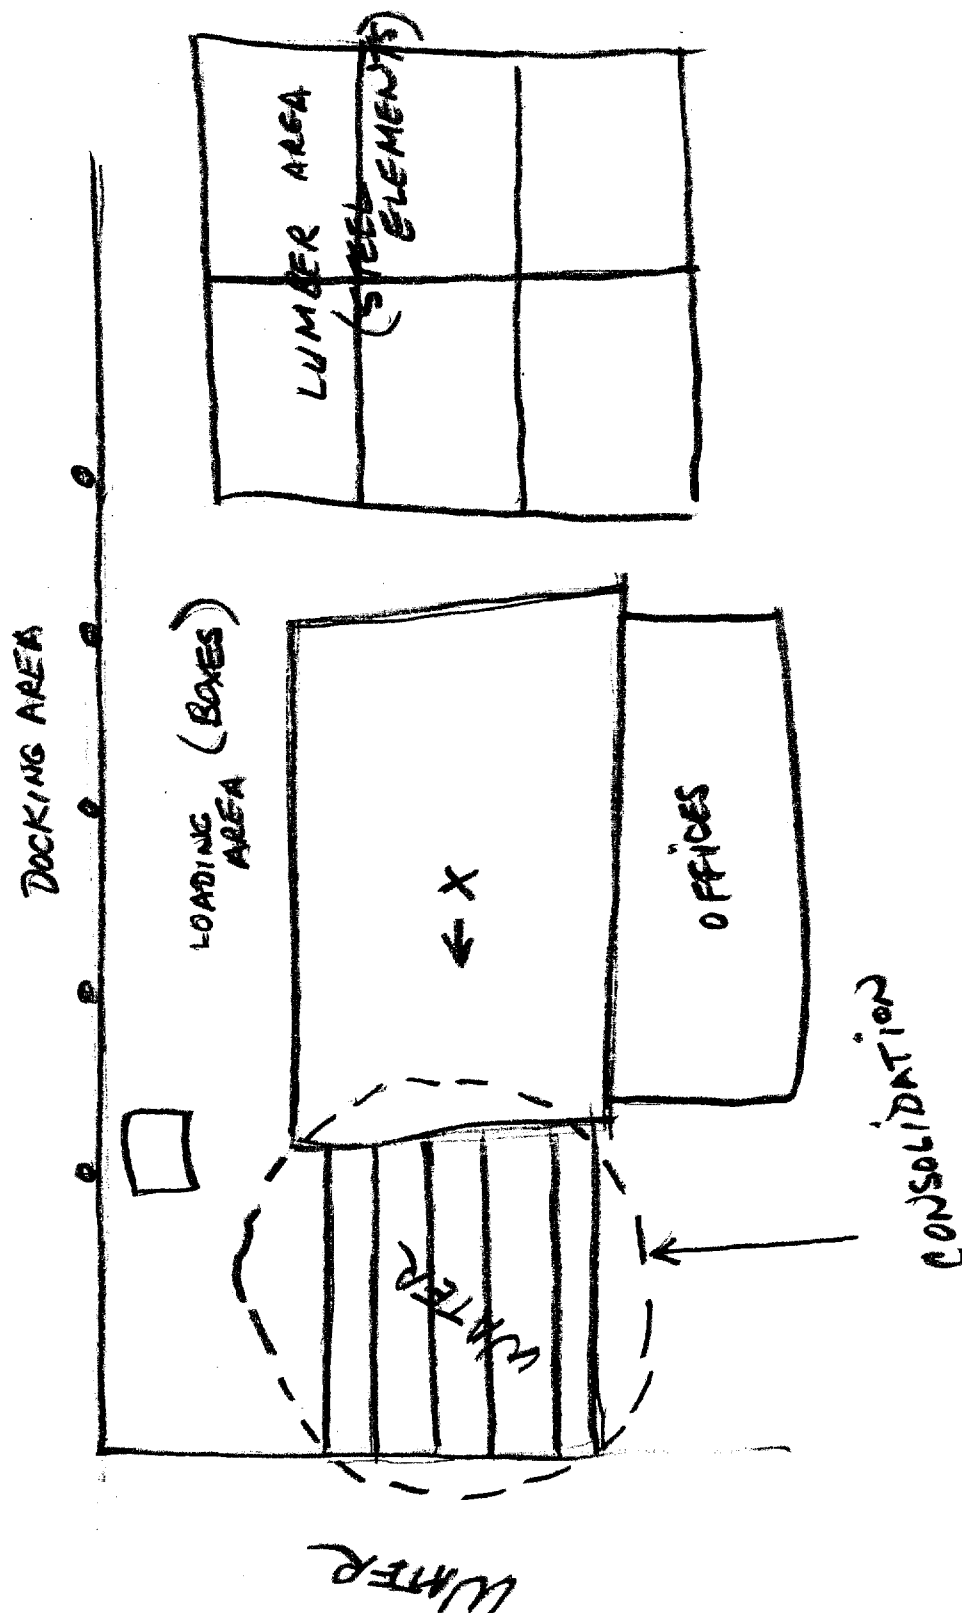 DOCKING AREA
LOADING
AREA
(BOXES)
LUMBER AREA
(STEEL
ELEMENTS)
← X
OFFICES
WATER
CONSOLIDATION
WATER